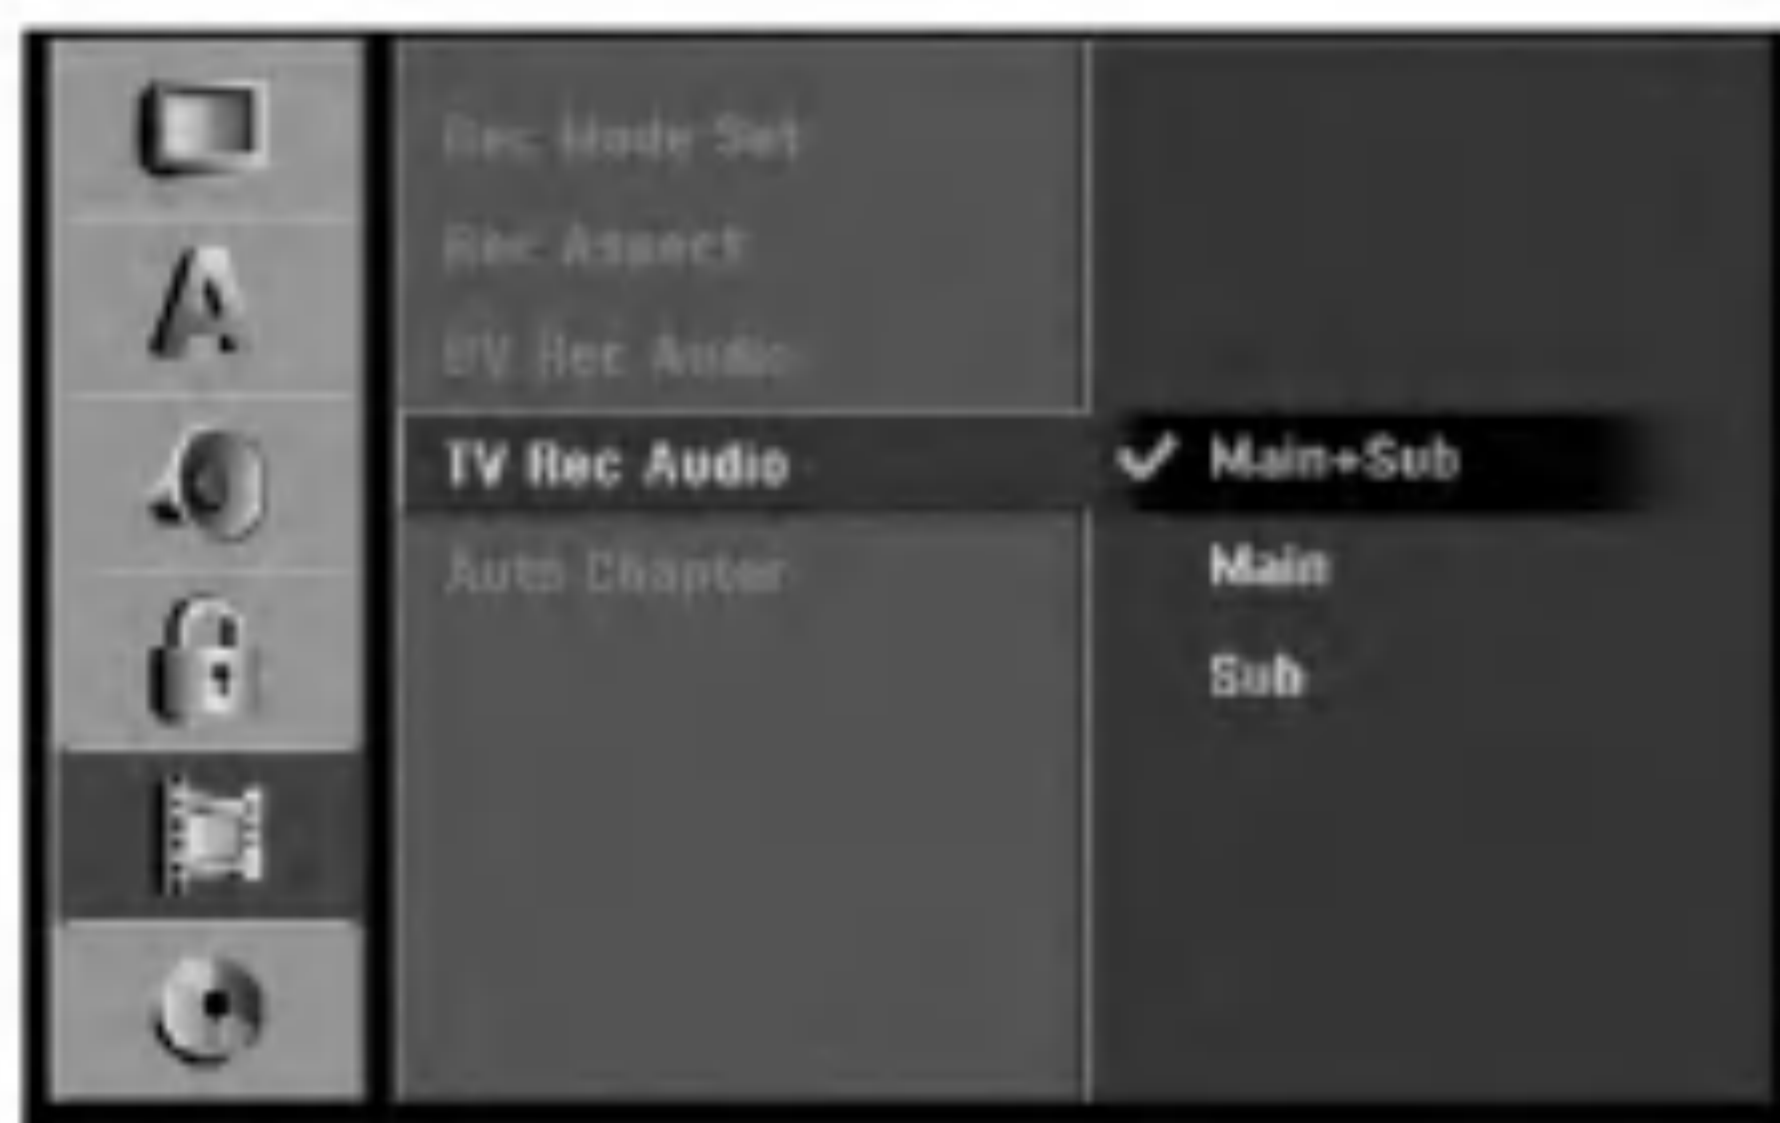 Rec Mode Set
Rec Aspect
DV Rec Audio
TV Rec Audio
Auto Chapter
✓ Main+Sub
Main
Sub